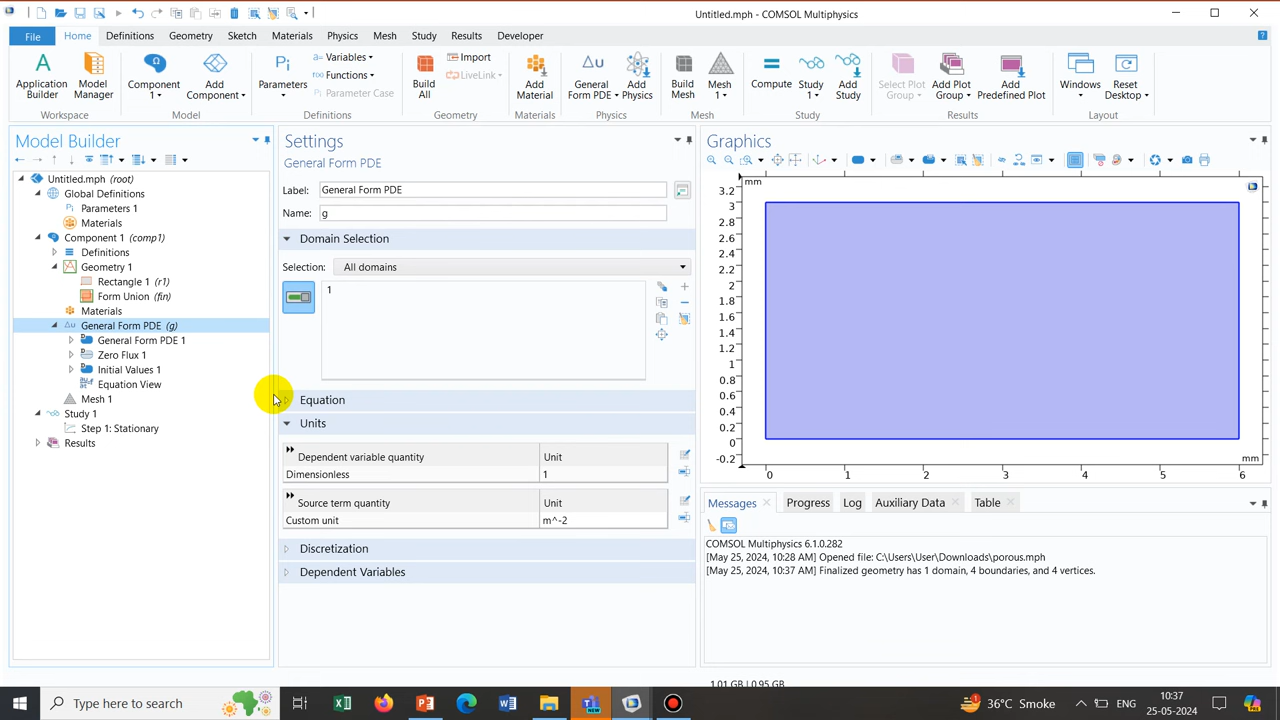 Untitled.mph - COMSOL Multiphysics
File Home Definitions Geometry Sketch Materials Physics Mesh Study Results Developer
Application Builder
Model Manager
Workspace
Component 1
Add Component
Model
Parameters
Variables
Functions
Parameter Case
Definitions
Build All
Import
LiveLink
Geometry
Add Material
Materials
General Form PDE
Add Physics
Physics
Build Mesh
Mesh 1
Mesh
Compute
Study 1
Add Study
Study
Select Plot Group
Add Plot Group
Add Predefined Plot
Results
Windows
Reset Desktop
Layout
Model Builder
Untitled.mph (root)
Global Definitions
Parameters 1
Materials
Component 1 (comp1)
Definitions
Geometry 1
Rectangle 1 (r1)
Form Union (fin)
Materials
General Form PDE (g)
General Form PDE 1
Zero Flux 1
Initial Values 1
Equation View
Mesh 1
Study 1
Step 1: Stationary
Results
Settings
General Form PDE
Label: General Form PDE
Name: g
Domain Selection
Selection: All domains
1
Equation
Units
Dependent variable quantity Unit
Dimensionless 1
Source term quantity Unit
Custom unit m^-2
Discretization
Dependent Variables
Graphics
mm
3.2
3
2.8
2.6
2.4
2.2
2
1.8
1.6
1.4
1.2
1
0.8
0.6
0.4
0.2
0
-0.2
mm
0 1 2 3 4 5 6
Messages Progress Log Auxiliary Data Table
COMSOL Multiphysics 6.1.0.282
[May 25, 2024, 10:28 AM] Opened file: C:\Users\User\Downloads\porous.mph
[May 25, 2024, 10:37 AM] Finalized geometry has 1 domain, 4 boundaries, and 4 vertices.
1.01 GB | 0.95 GB
Type here to search
36°C Smoke
10:37
25-05-2024